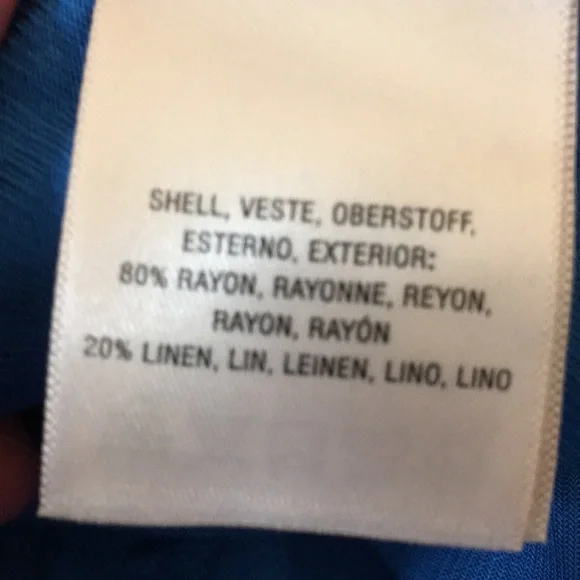 SHELL, VESTE, OBERSTOFF,
ESTERNO, EXTERIOR:
80% RAYON, RAYONNE, REYON,
RAYON, RAYÓN
20% LINEN, LIN, LEINEN, LINO, LINO